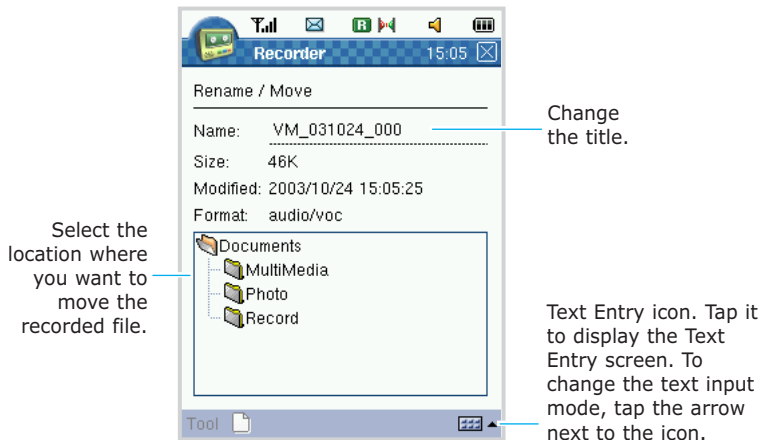 Recorder 15:05
Rename / Move
Name: VM_031024_000
Size: 46K
Modified: 2003/10/24 15:05:25
Format: audio/voc
Documents
MultiMedia
Photo
Record
Tool
Change
the title.
Select the
location where
you want to
move the
recorded file.
Text Entry icon. Tap it
to display the Text
Entry screen. To
change the text input
mode, tap the arrow
next to the icon.